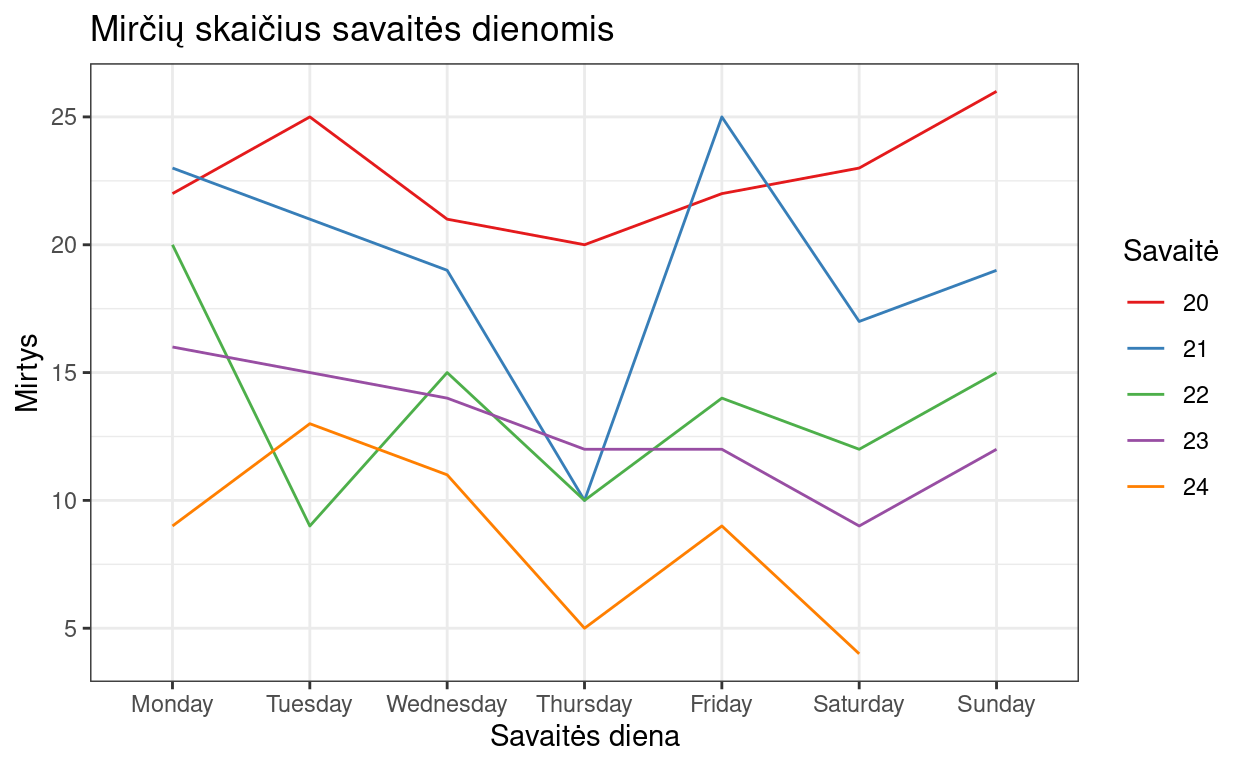 Mirčių skaičius savaitės dienomis
25
20
15
10
5
Mirtys
Monday Tuesday Wednesday Thursday Friday Saturday Sunday
Savaitės diena
Savaitė
20
21
22
23
24